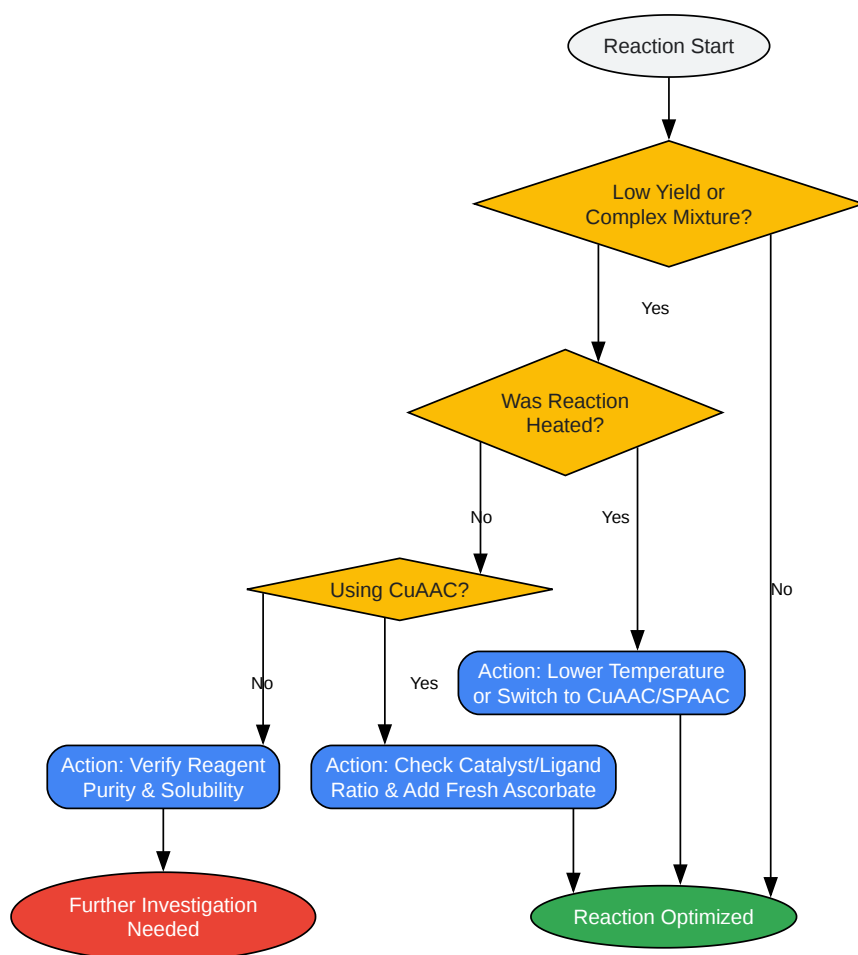 Reaction Start
Low Yield or
Complex Mixture?
Yes
Was Reaction
Heated?
No
Yes
Using CuAAC?
No
Action: Lower Temperature
or Switch to CuAAC/SPAAC
No
Yes
Action: Verify Reagent
Purity & Solubility
Action: Check Catalyst/Ligand
Ratio & Add Fresh Ascorbate
Further Investigation
Needed
Reaction Optimized